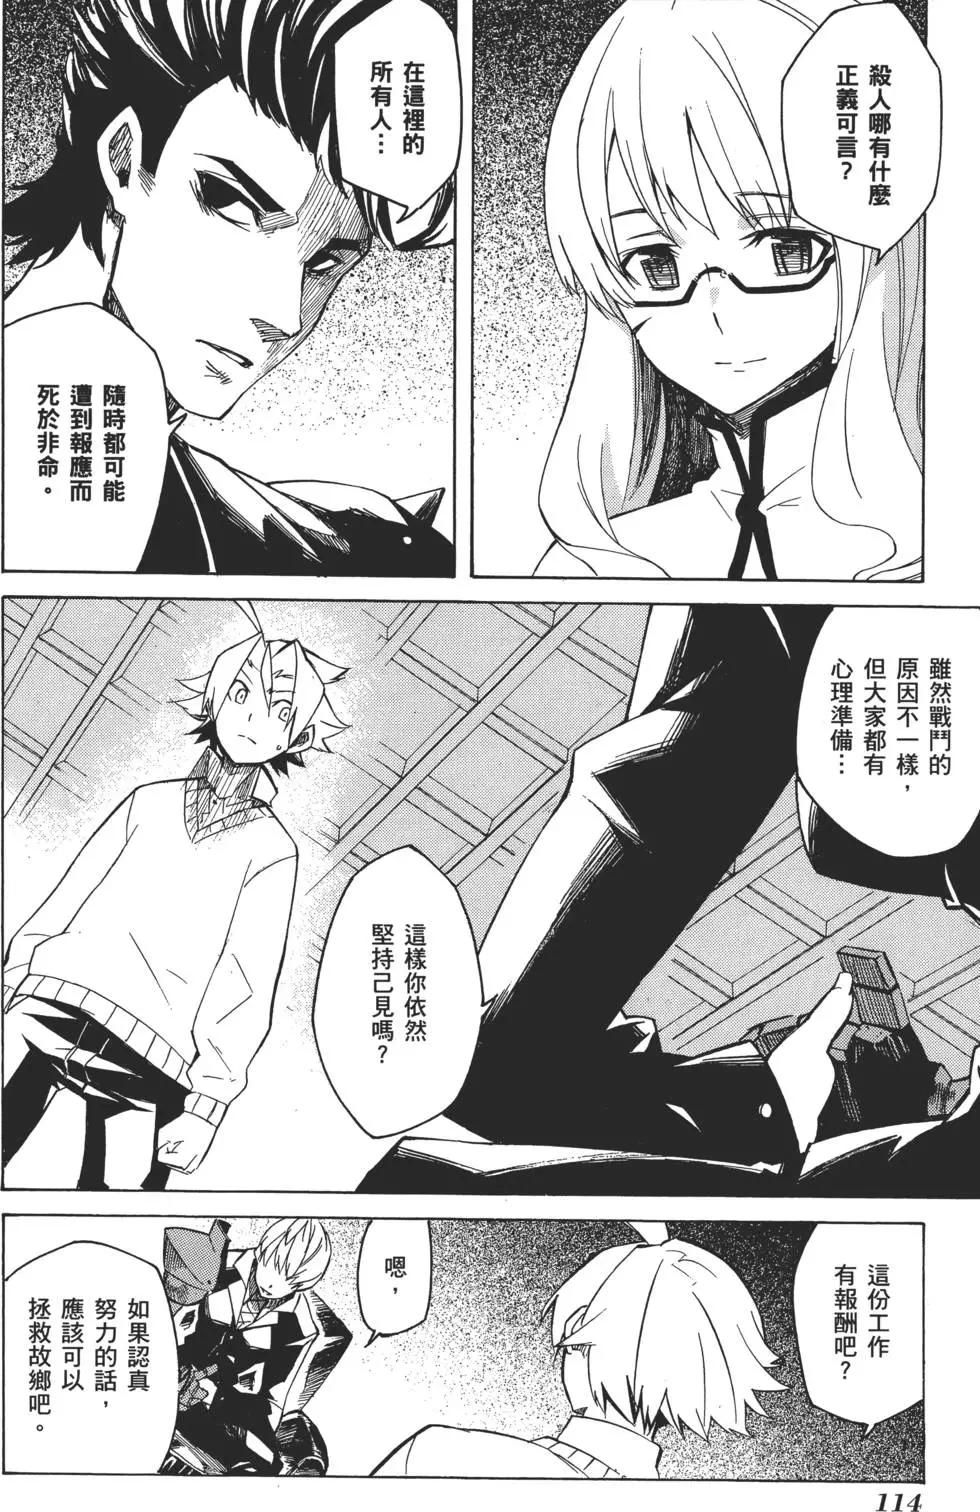 殺人哪有什麼
正義可言？
在這裡的
所有人…
隨時都可能
遭到報應而
死於非命。
雖然戰鬥的
原因不一樣，
但大家都有
心理準備…
這樣你依然
堅持己見嗎？
這份工作
有報酬吧？
嗯，
如果認真
努力的話，
應該可以
拯救故鄉吧。
114